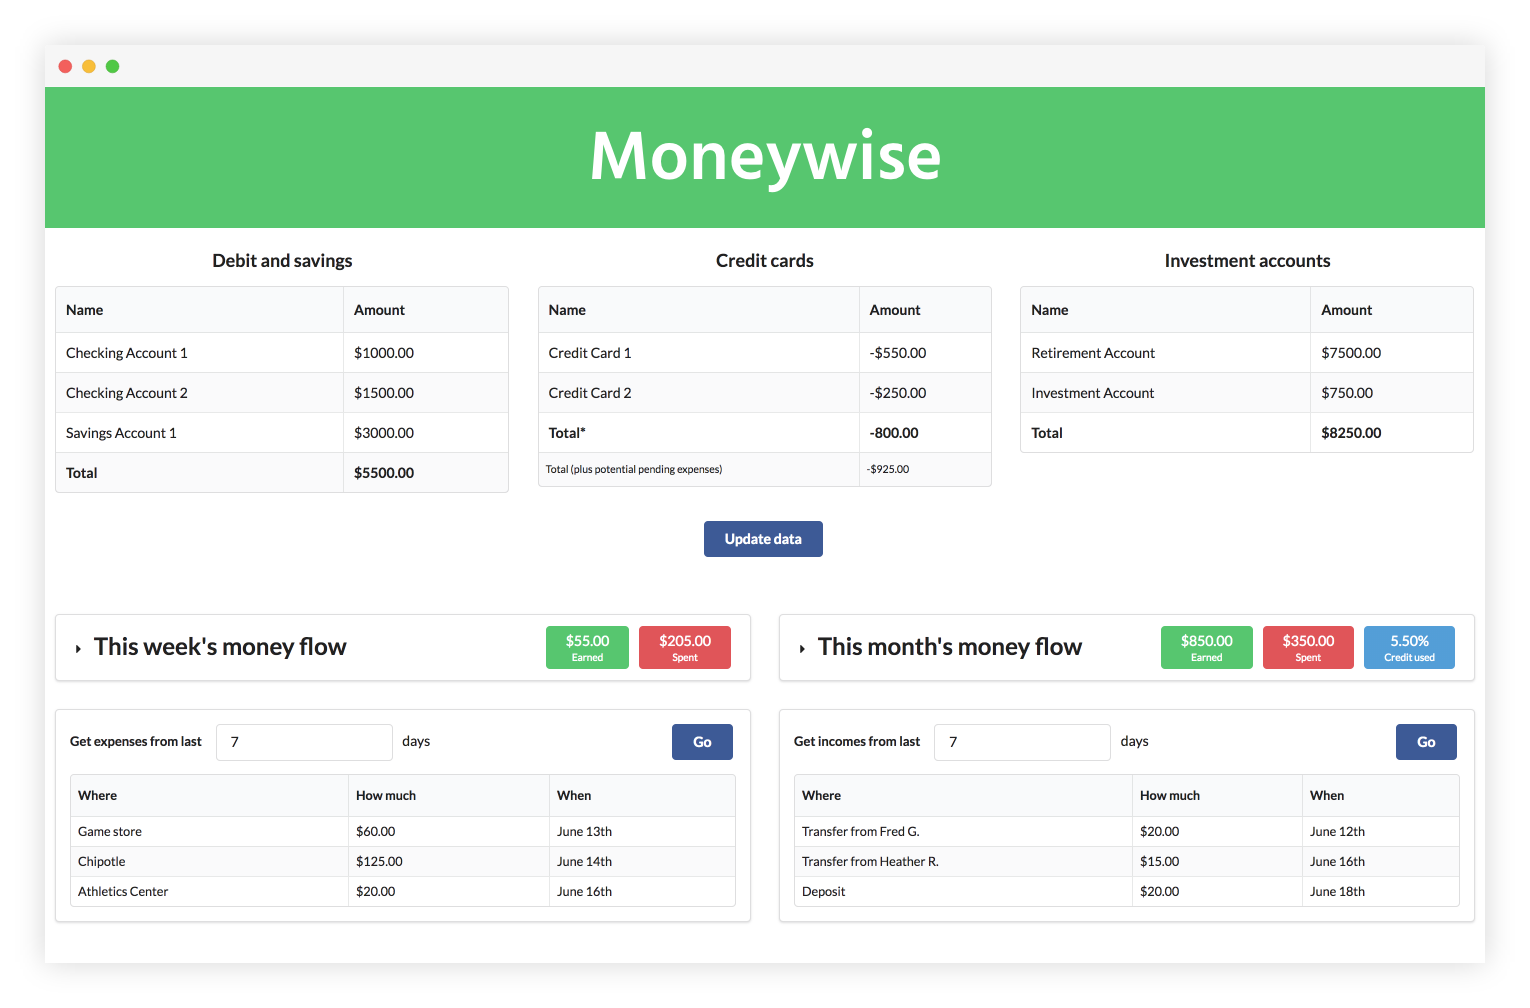 Moneywise
Debit and savings
Name Amount
Checking Account 1 $1000.00
Checking Account 2 $1500.00
Savings Account 1 $3000.00
Total $5500.00
Credit cards
Name Amount
Credit Card 1 -$550.00
Credit Card 2 -$250.00
Total* -800.00
Total (plus potential pending expenses) -$925.00
Investment accounts
Name Amount
Retirement Account $7500.00
Investment Account $750.00
Total $8250.00
Update data
This week's money flow
$55.00
Earned
$205.00
Spent
This month's money flow
$850.00
Earned
$350.00
Spent
5.50%
Credit used
Get expenses from last 7 days Go
Where How much When
Game store $60.00 June 13th
Chipotle $125.00 June 14th
Athletics Center $20.00 June 16th
Get incomes from last 7 days Go
Where How much When
Transfer from Fred G. $20.00 June 12th
Transfer from Heather R. $15.00 June 16th
Deposit $20.00 June 18th